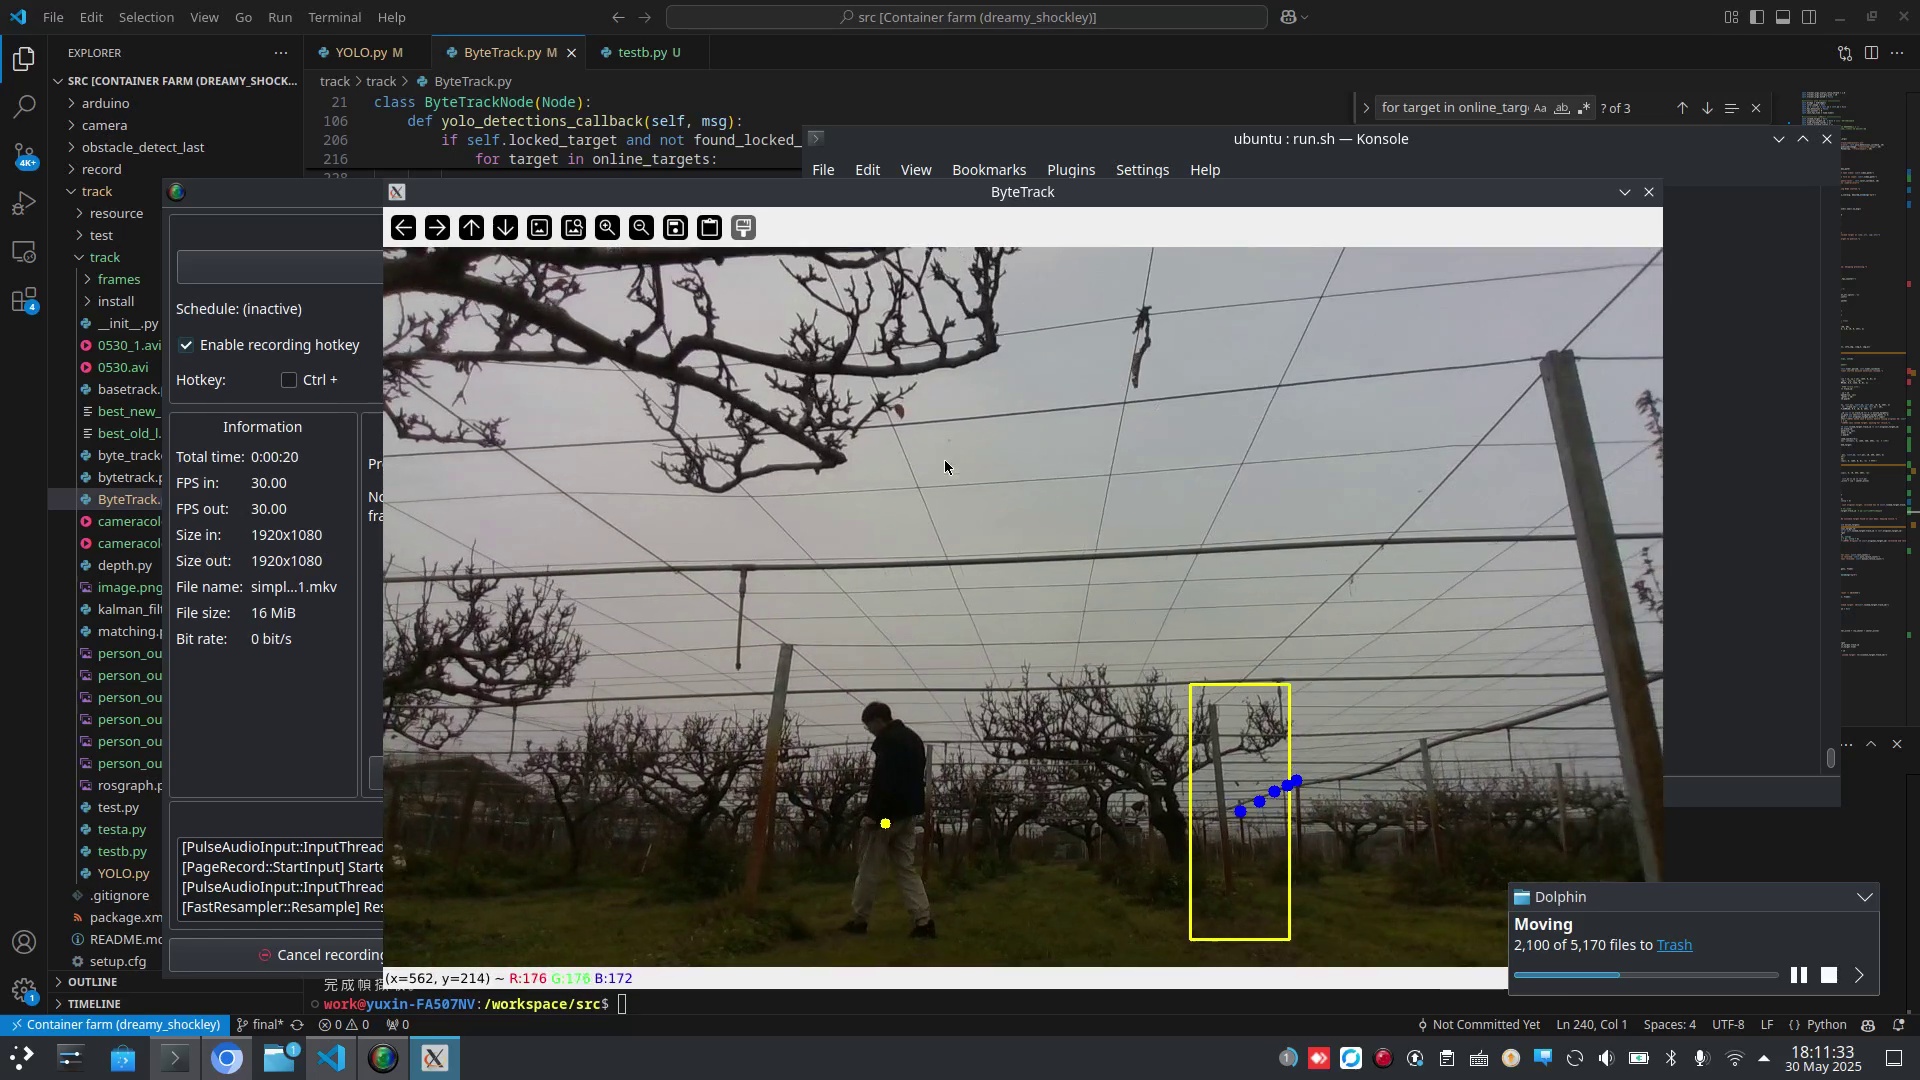 File Edit Selection View Go Run Terminal Help
src [Container farm (dreamy_shockley)]
EXPLORER
YOLO.py M
ByteTrack.py M
testb.py U
SRC [CONTAINER FARM (DREAMY_SHOCK...
track > track > ByteTrack.py
arduino
camera
obstacle_detect_last
record
track
resource
test
track
frames
install
__init__.py
0530_1.avi
0530.avi
basetrack.
best_new_
best_old_l.
byte_track
bytetrack.p
ByteTrack.
cameracol
cameracol
depth.py
image.png
kalman_filt
matching.p
person_ou
person_ou
person_ou
person_ou
person_ou
person_ou
rosgraph.p
test.py
testa.py
testb.py
YOLO.py
.gitignore
package.xm
README.md
setup.cfg
OUTLINE
TIMELINE
4K+
4
1
21 class ByteTrackNode(Node):
106 def yolo_detections_callback(self, msg):
206 if self.locked_target and not found_locked_
216 for target in online_targets:
for target in online_targ
Aa ab .*
? of 3
ubuntu : run.sh — Konsole
File Edit View Bookmarks Plugins Settings Help
ByteTrack
Schedule: (inactive)
Enable recording hotkey
Hotkey: Ctrl +
Information
Total time: 0:00:20
FPS in: 30.00
FPS out: 30.00
Size in: 1920x1080
Size out: 1920x1080
File name: simpl...1.mkv
File size: 16 MiB
Bit rate: 0 bit/s
Pr
No
fra
[PulseAudioInput::InputThread
[PageRecord::StartInput] Starte
[PulseAudioInput::InputThread
[FastResampler::Resample] Res
Cancel recording
(x=562, y=214) ~ R:176 G:176 B:172
work@yuxin-FA507NV:/workspace/src$
Dolphin
Moving
2,100 of 5,170 files to Trash
Container farm (dreamy_shockley)
final*
0 0
0
Not Committed Yet
Ln 240, Col 1
Spaces: 4
UTF-8
LF
{} Python
1
1
18:11:33
30 May 2025